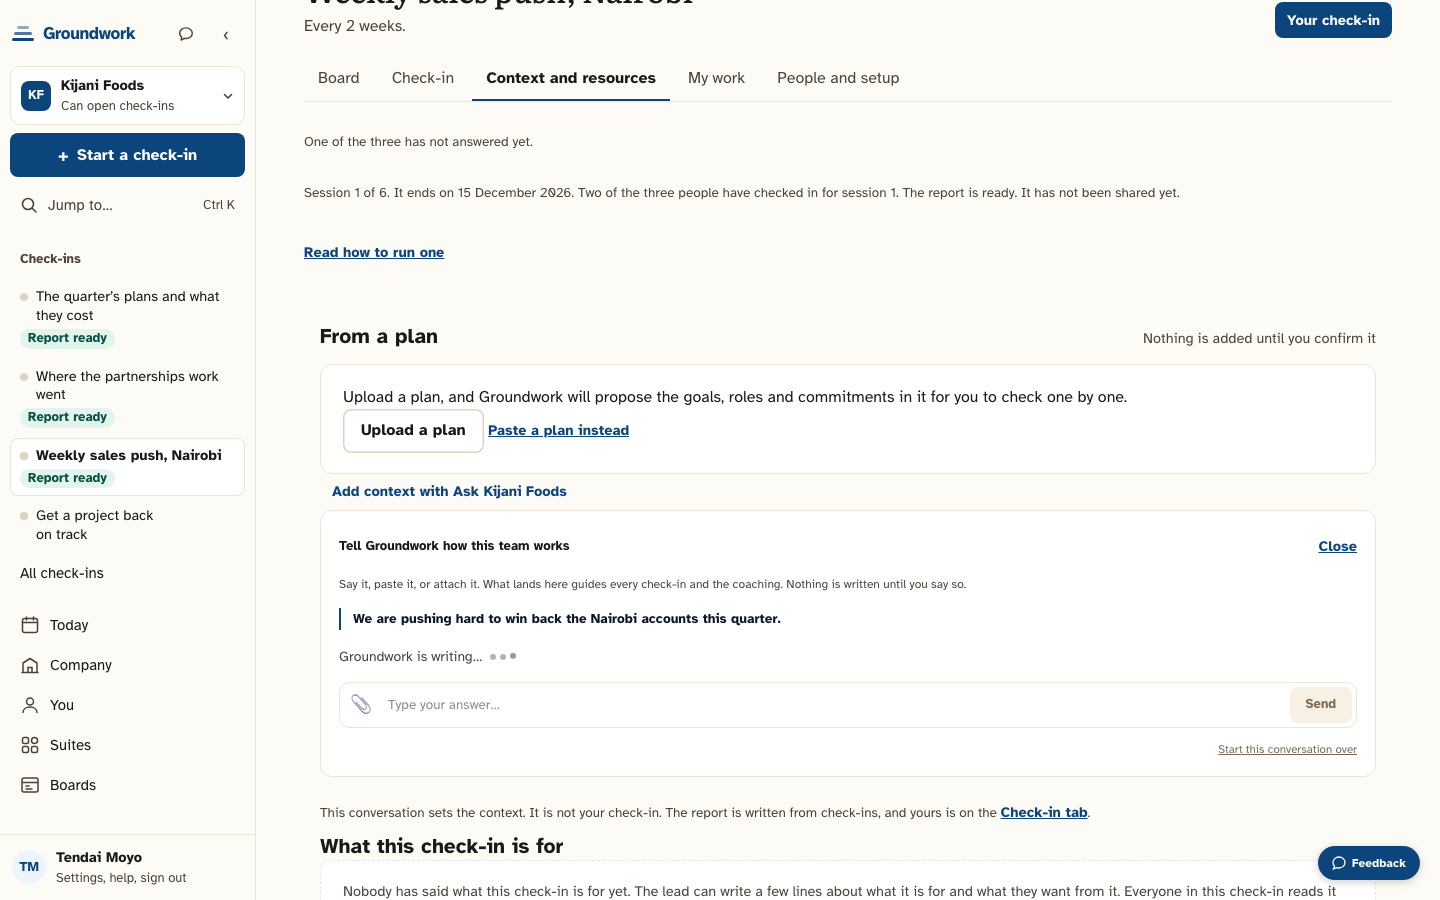 Groundwork
KF
Kijani Foods
Can open check-ins
+ Start a check-in
Jump to...
Ctrl K
Check-ins
The quarter's plans and what
they cost
Report ready
Where the partnerships work
went
Report ready
Weekly sales push, Nairobi
Report ready
Get a project back
on track
All check-ins
Today
Company
You
Suites
Boards
TM
Tendai Moyo
Settings, help, sign out
Weekly sales push, Nairobi
Every 2 weeks.
Your check-in
Board
Check-in
Context and resources
My work
People and setup
One of the three has not answered yet.
Session 1 of 6. It ends on 15 December 2026. Two of the three people have checked in for session 1. The report is ready. It has not been shared yet.
Read how to run one
From a plan
Nothing is added until you confirm it
Upload a plan, and Groundwork will propose the goals, roles and commitments in it for you to check one by one.
Upload a plan
Paste a plan instead
Add context with Ask Kijani Foods
Tell Groundwork how this team works
Close
Say it, paste it, or attach it. What lands here guides every check-in and the coaching. Nothing is written until you say so.
We are pushing hard to win back the Nairobi accounts this quarter.
Groundwork is writing...
Type your answer...
Send
Start this conversation over
This conversation sets the context. It is not your check-in. The report is written from check-ins, and yours is on the Check-in tab.
What this check-in is for
Nobody has said what this check-in is for yet. The lead can write a few lines about what it is for and what they want from it. Everyone in this check-in reads it
Feedback